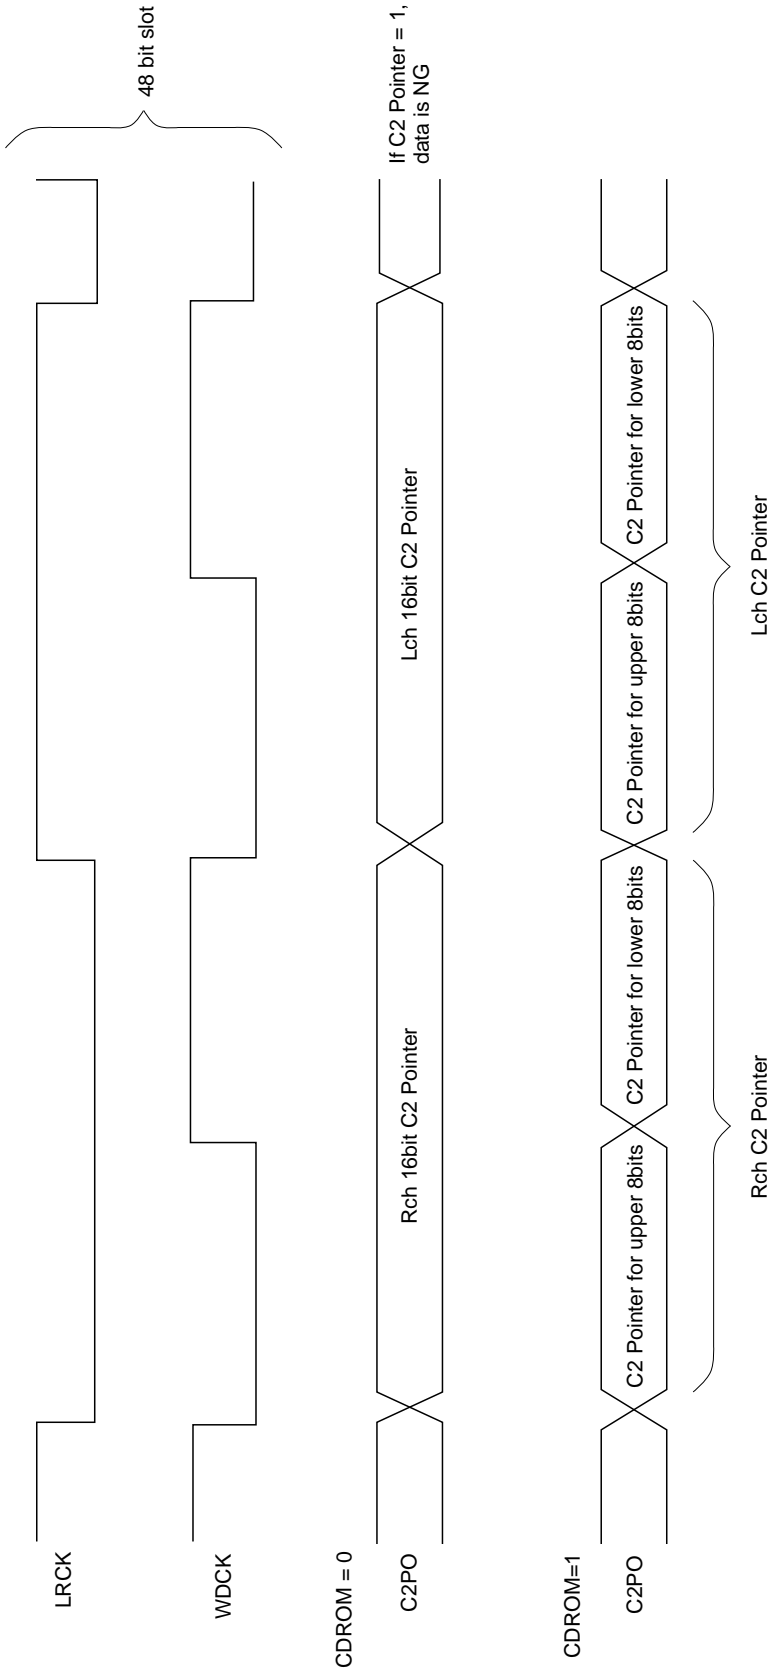 LRCK
48 bit slot
WDCK
CDROM = 0
C2PO
Rch 16bit C2 Pointer
Lch 16bit C2 Pointer
If C2 Pointer = 1,
data is NG
CDROM=1
C2PO
C2 Pointer for upper 8bits
C2 Pointer for lower 8bits
C2 Pointer for upper 8bits
C2 Pointer for lower 8bits
Rch C2 Pointer
Lch C2 Pointer